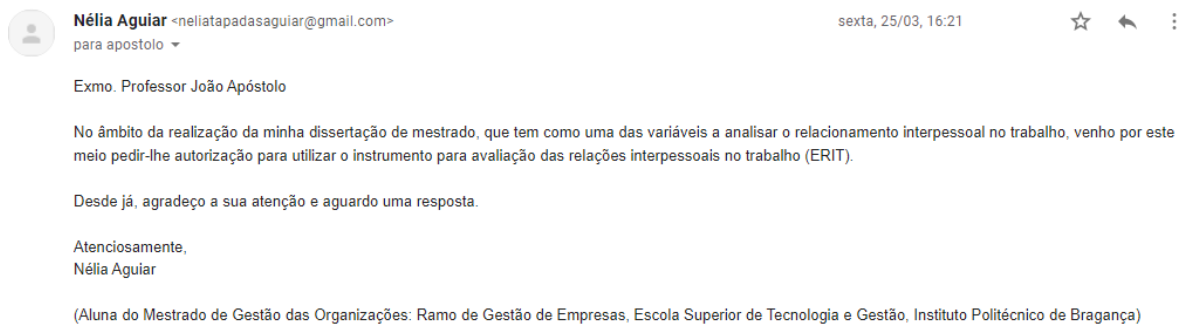 Nélia Aguiar <neliatapadasaguiar@gmail.com>
sexta, 25/03, 16:21
para apostolo
Exmo. Professor João Apóstolo
No âmbito da realização da minha dissertação de mestrado, que tem como uma das variáveis a analisar o relacionamento interpessoal no trabalho, venho por este
meio pedir-lhe autorização para utilizar o instrumento para avaliação das relações interpessoais no trabalho (ERIT).
Desde já, agradeço a sua atenção e aguardo uma resposta.
Atenciosamente,
Nélia Aguiar
(Aluna do Mestrado de Gestão das Organizações: Ramo de Gestão de Empresas, Escola Superior de Tecnologia e Gestão, Instituto Politécnico de Bragança)